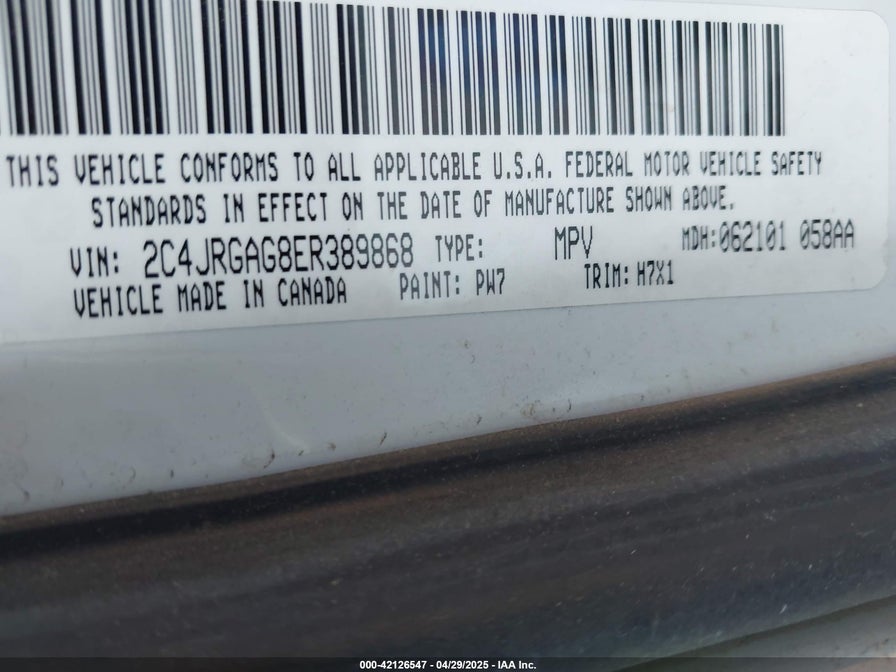 THIS VEHICLE CONFORMS TO ALL APPLICABLE U.S.A. FEDERAL MOTOR VEHICLE SAFETY
STANDARDS IN EFFECT ON THE DATE OF MANUFACTURE SHOWN ABOVE.
VIN: 2C4JRGAG8ER389868 TYPE: MPV MDH:062101 058AA
VEHICLE MADE IN CANADA PAINT: PW7 TRIM: H7X1
000-42126547 - 04/29/2025 - IAA Inc.